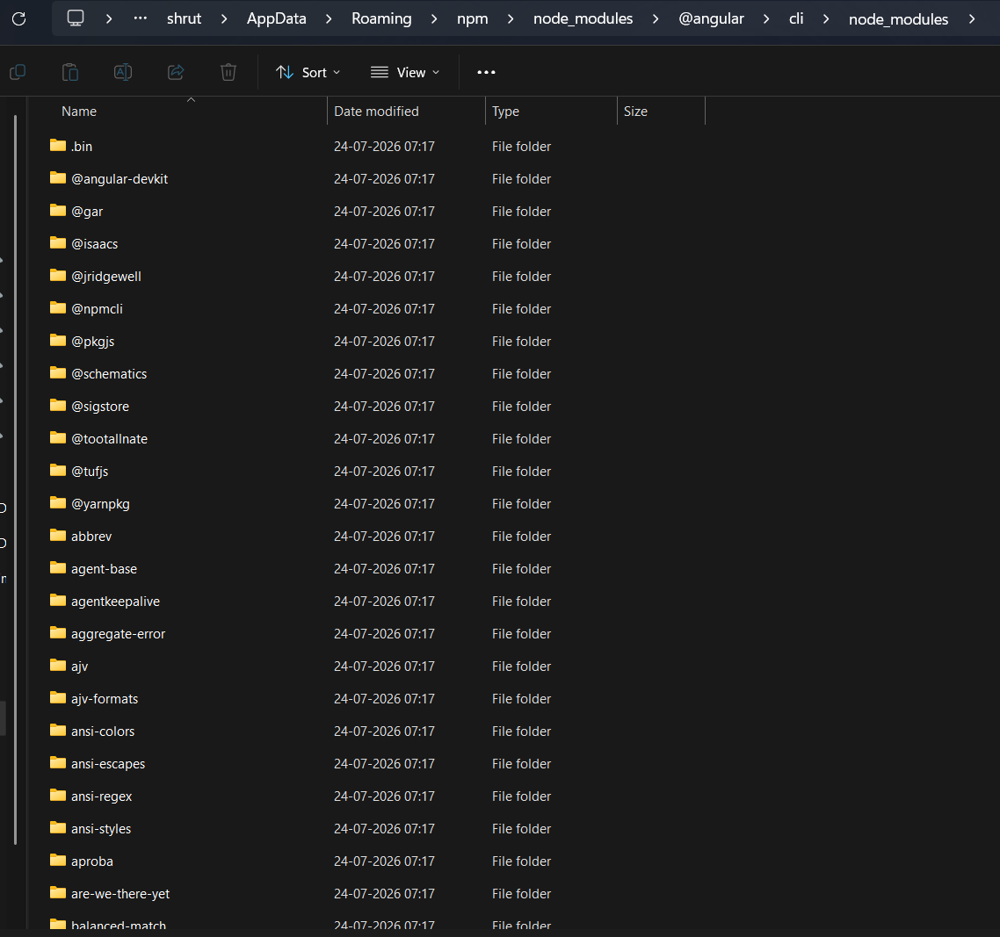 shrut > AppData > Roaming > npm > node_modules > @angular > cli > node_modules >
Sort View
Name Date modified Type Size
.bin 24-07-2026 07:17 File folder
@angular-devkit 24-07-2026 07:17 File folder
@gar 24-07-2026 07:17 File folder
@isaacs 24-07-2026 07:17 File folder
@jridgewell 24-07-2026 07:17 File folder
@npmcli 24-07-2026 07:17 File folder
@pkgjs 24-07-2026 07:17 File folder
@schematics 24-07-2026 07:17 File folder
@sigstore 24-07-2026 07:17 File folder
@tootallnate 24-07-2026 07:17 File folder
@tufjs 24-07-2026 07:17 File folder
@yarnpkg 24-07-2026 07:17 File folder
abbrev 24-07-2026 07:17 File folder
agent-base 24-07-2026 07:17 File folder
agentkeepalive 24-07-2026 07:17 File folder
aggregate-error 24-07-2026 07:17 File folder
ajv 24-07-2026 07:17 File folder
ajv-formats 24-07-2026 07:17 File folder
ansi-colors 24-07-2026 07:17 File folder
ansi-escapes 24-07-2026 07:17 File folder
ansi-regex 24-07-2026 07:17 File folder
ansi-styles 24-07-2026 07:17 File folder
aproba 24-07-2026 07:17 File folder
are-we-there-yet 24-07-2026 07:17 File folder
balanced-match 24-07-2026 07:17 File folder